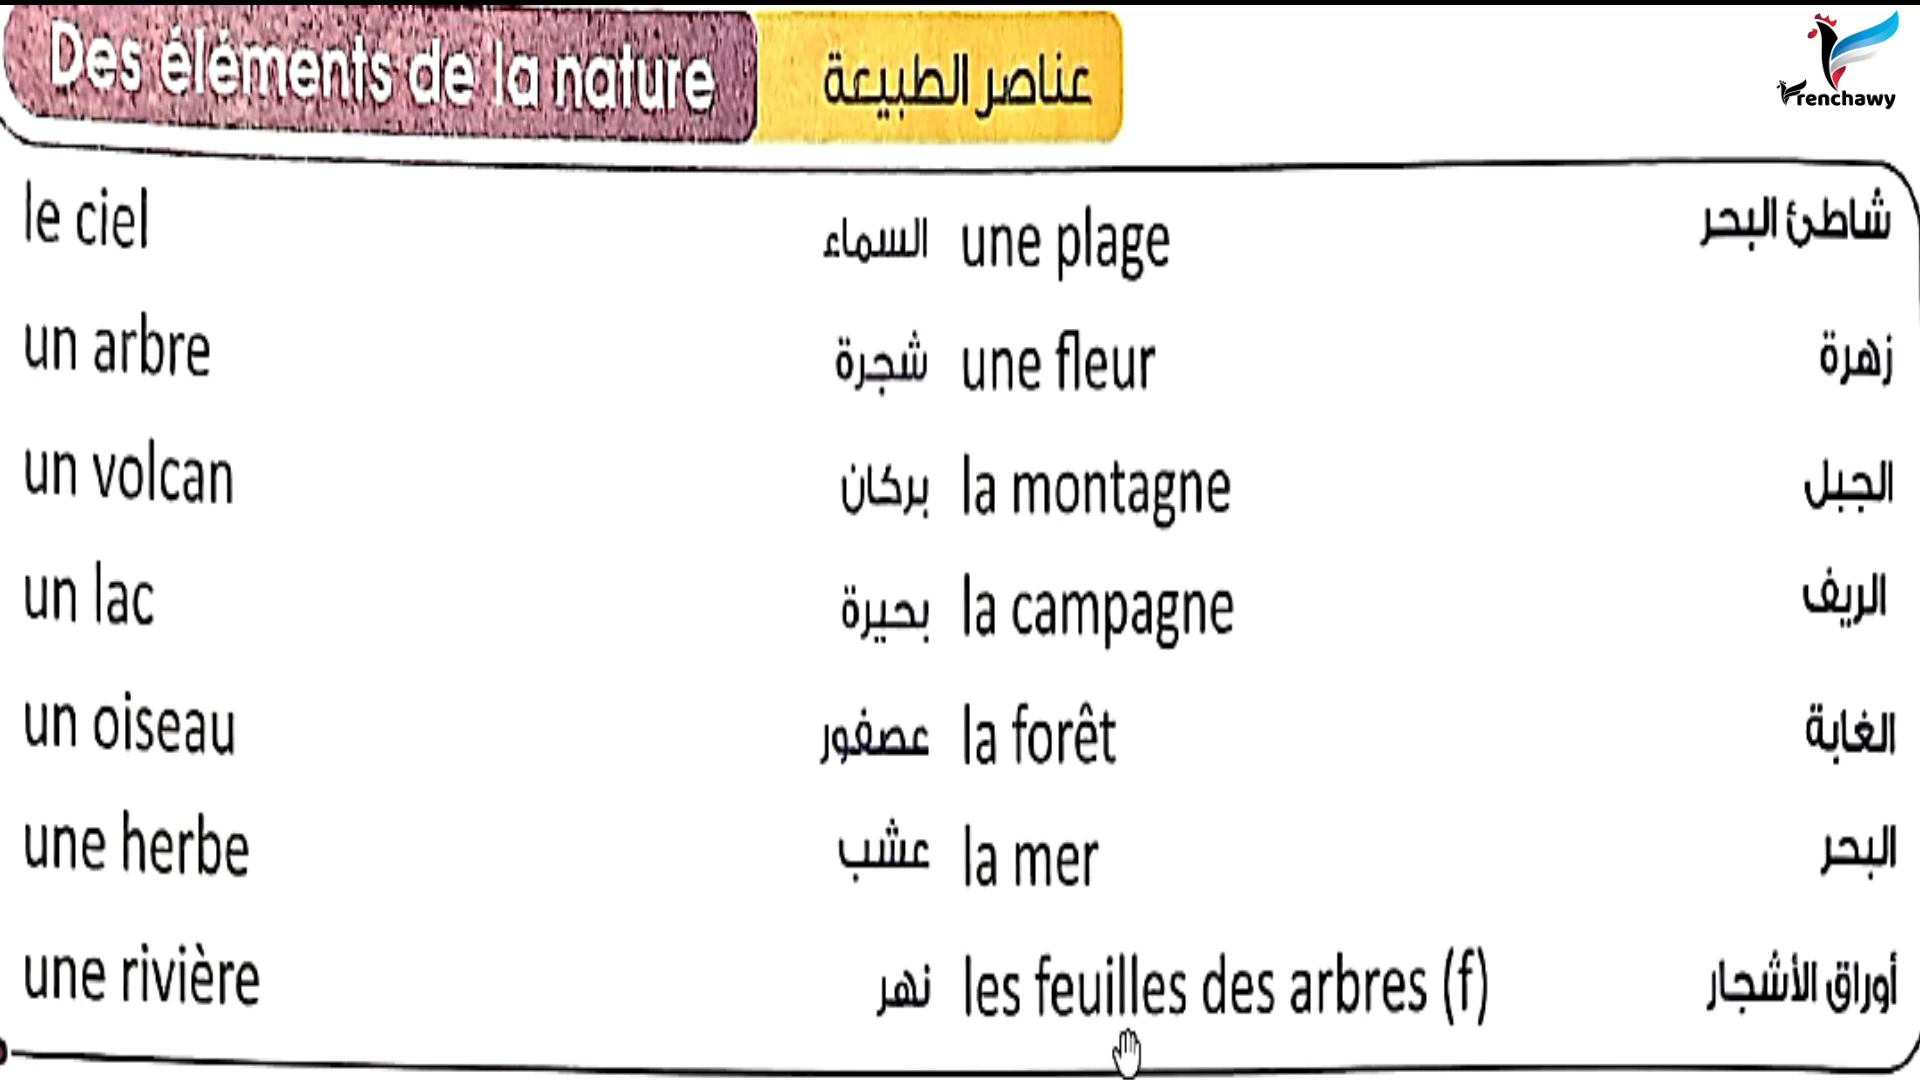 Des éléments de la nature عناصر الطبيعة
Frenchawy
le ciel السماء une plage شاطئ البحر
un arbre شجرة une fleur زهرة
un volcan بركان la montagne الجبل
un lac بحيرة la campagne الريف
un oiseau عصفور la forêt الغابة
une herbe عشب la mer البحر
une rivière نهر les feuilles des arbres (f) أوراق الأشجار